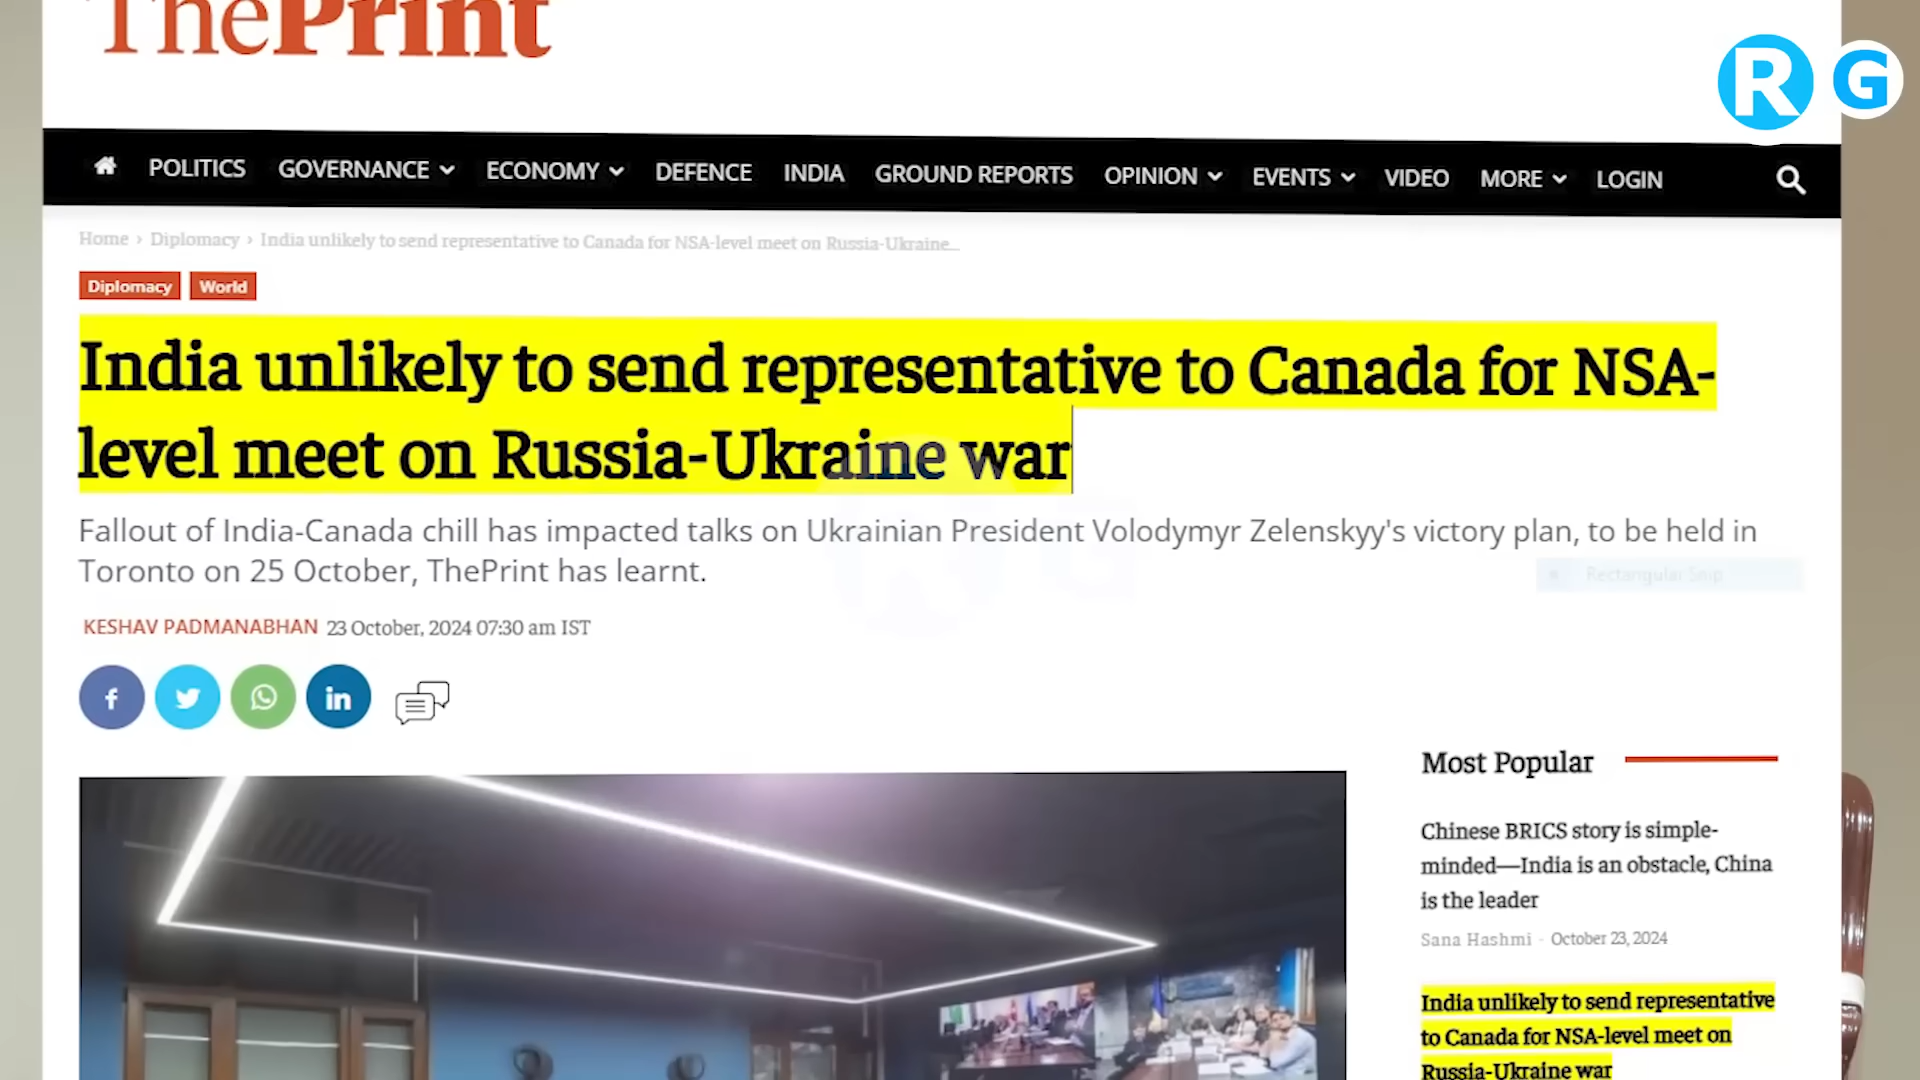 ThePrint
R G
POLITICS GOVERNANCE ECONOMY DEFENCE INDIA GROUND REPORTS OPINION EVENTS VIDEO MORE LOGIN
Home › Diplomacy › India unlikely to send representative to Canada for NSA-level meet on Russia-Ukraine...
Diplomacy World
India unlikely to send representative to Canada for NSA-
level meet on Russia-Ukraine war
Fallout of India-Canada chill has impacted talks on Ukrainian President Volodymyr Zelenskyy's victory plan, to be held in
Toronto on 25 October, ThePrint has learnt.
Rectangular Snip
KESHAV PADMANABHAN 23 October, 2024 07:30 am IST
f in
Most Popular
Chinese BRICS story is simple-
minded—India is an obstacle, China
is the leader
Sana Hashmi - October 23, 2024
India unlikely to send representative
to Canada for NSA-level meet on
Russia-Ukraine war